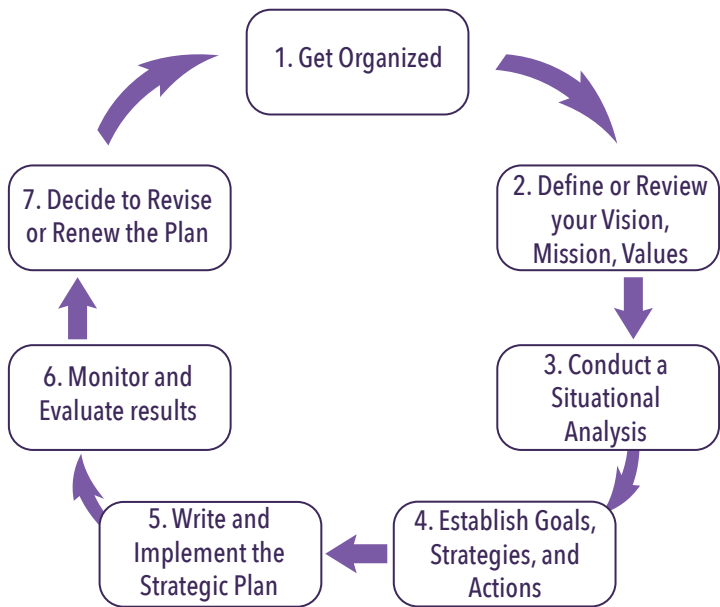 1. Get Organized
2. Define or Review
your Vision,
Mission, Values
3. Conduct a
Situational
Analysis
4. Establish Goals,
Strategies, and
Actions
5. Write and
Implement the
Strategic Plan
6. Monitor and
Evaluate results
7. Decide to Revise
or Renew the Plan